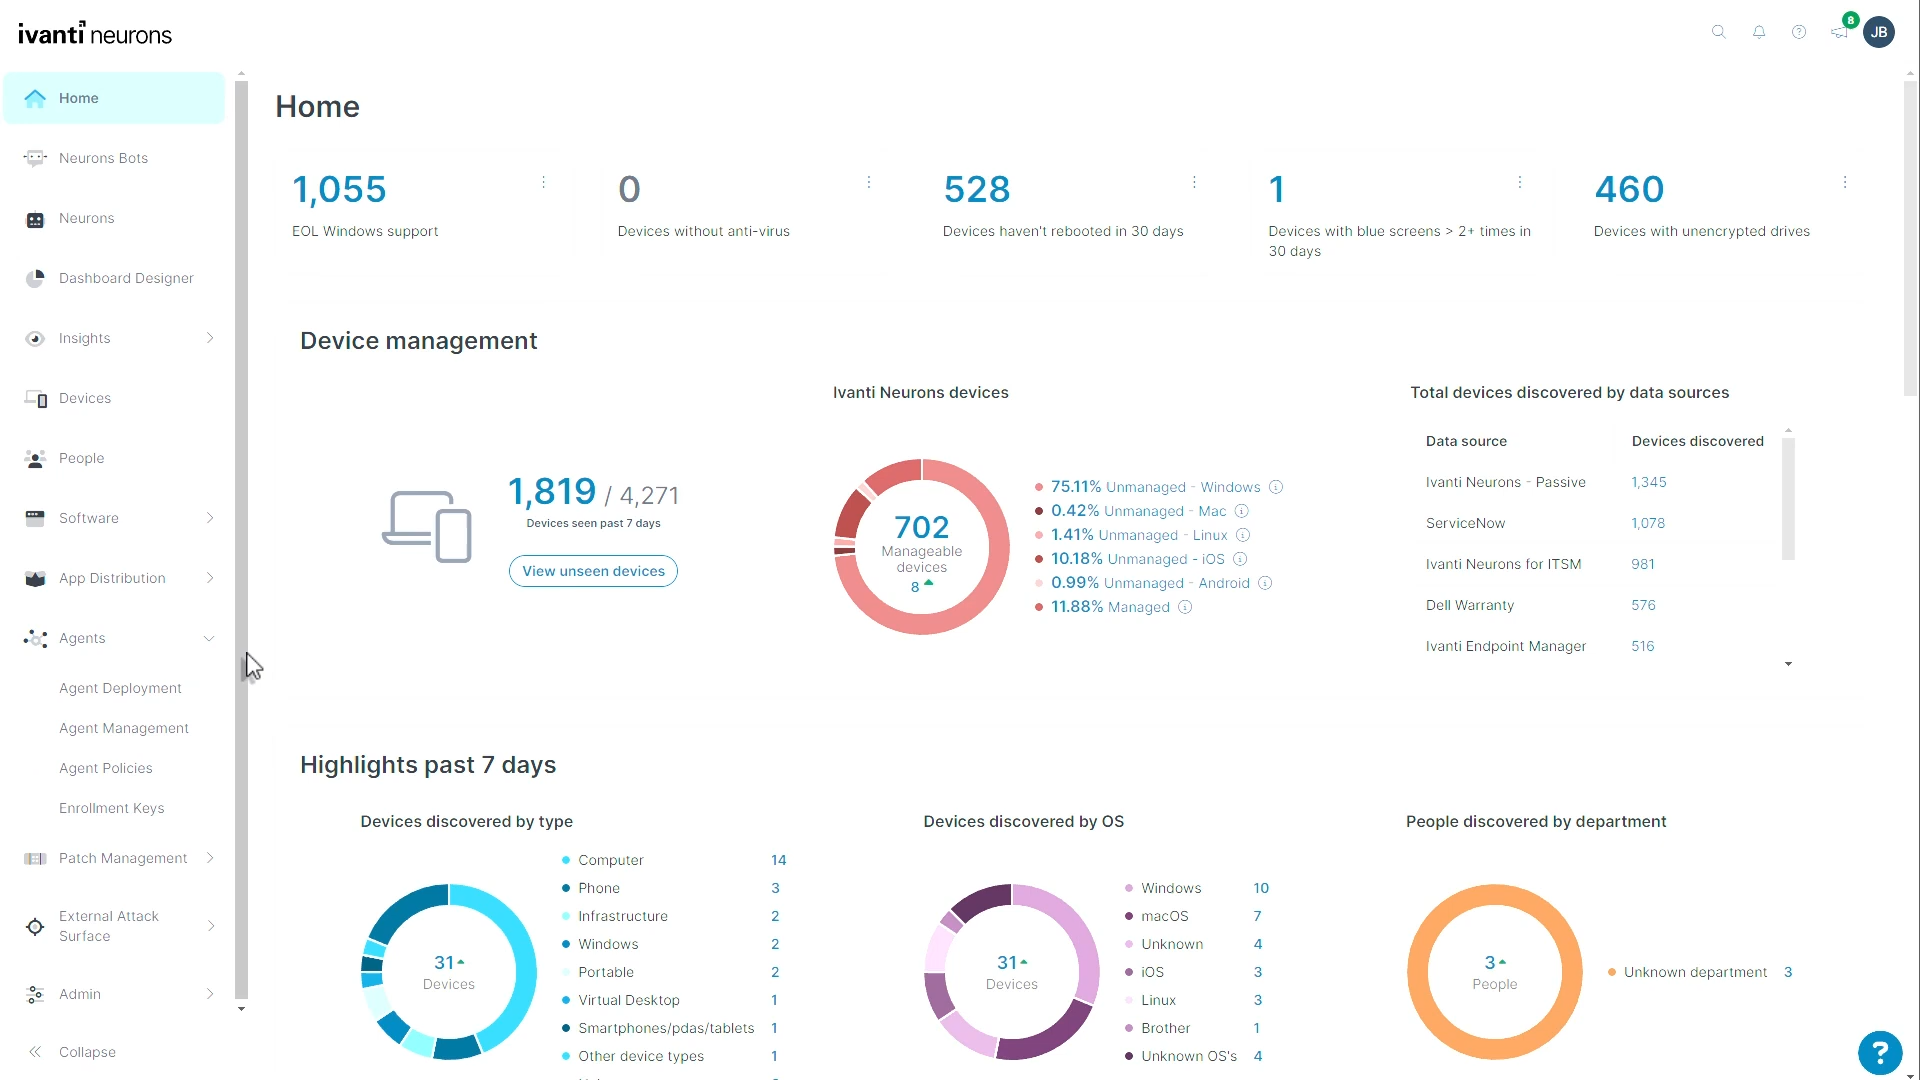 ivanti neurons
8
JB
Home
Neurons Bots
Neurons
Dashboard Designer
Insights
Devices
People
Software
App Distribution
Agents
Agent Deployment
Agent Management
Agent Policies
Enrollment Keys
Patch Management
External Attack
Surface
Admin
Collapse
Home
1,055
EOL Windows support
0
Devices without anti-virus
528
Devices haven't rebooted in 30 days
1
Devices with blue screens > 2+ times in
30 days
460
Devices with unencrypted drives
Device management
1,819 / 4,271
Devices seen past 7 days
View unseen devices
Ivanti Neurons devices
702
Manageable
devices
8
75.11% Unmanaged - Windows
0.42% Unmanaged - Mac
1.41% Unmanaged - Linux
10.18% Unmanaged - iOS
0.99% Unmanaged - Android
11.88% Managed
Total devices discovered by data sources
Data source Devices discovered
Ivanti Neurons - Passive 1,345
ServiceNow 1,078
Ivanti Neurons for ITSM 981
Dell Warranty 576
Ivanti Endpoint Manager 516
Highlights past 7 days
Devices discovered by type
31
Devices
Computer 14
Phone 3
Infrastructure 2
Windows 2
Portable 2
Virtual Desktop 1
Smartphones/pdas/tablets 1
Other device types 1
Devices discovered by OS
31
Devices
Windows 10
macOS 7
Unknown 4
iOS 3
Linux 3
Brother 1
Unknown OS's 4
People discovered by department
3
People
Unknown department 3
?